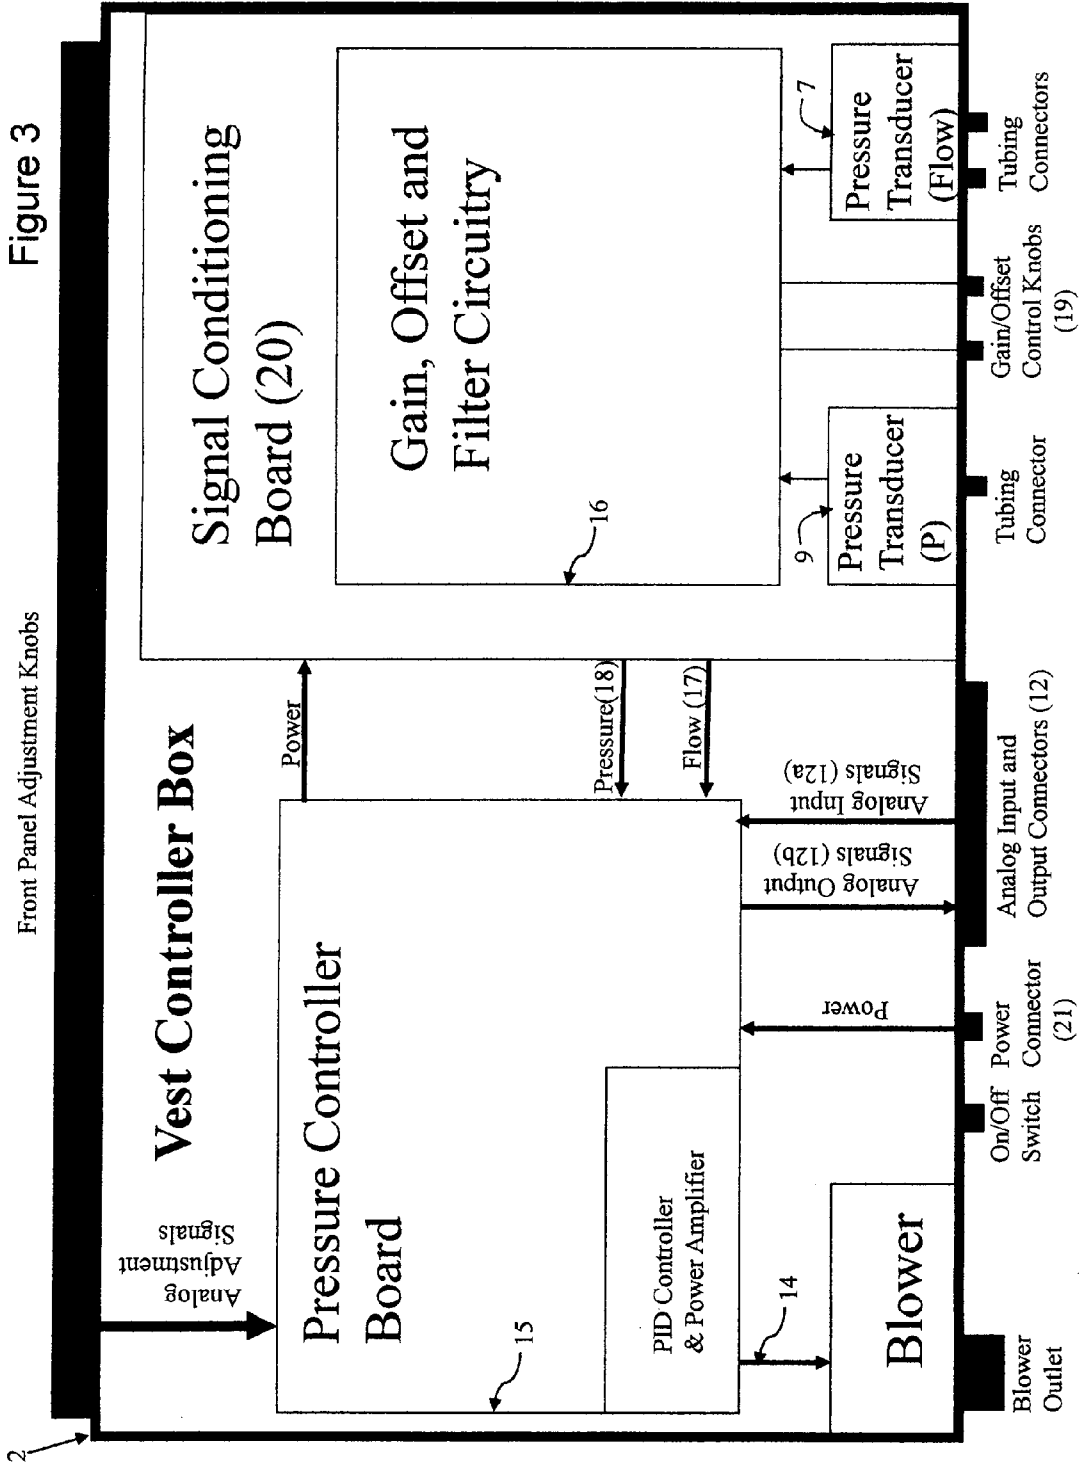 Figure 3
2
Front Panel Adjustment Knobs
Vest Controller Box
Analog
Adjustment
Signals
Pressure Controller
Board
15
PID Controller
& Power Amplifier
14
Blower
Power
Pressure(18)
Flow (17)
Signal Conditioning
Board (20)
Gain, Offset and
Filter Circuitry
16
9
Pressure
Transducer
(P)
7
Pressure
Transducer
(Flow)
Power
Analog Output
Signals (12b)
Analog Input
Signals (12a)
Blower
Outlet
On/Off
Switch
Power
Connector
(21)
Analog Input and
Output Connectors (12)
Tubing
Connector
Gain/Offset
Control Knobs
(19)
Tubing
Connectors